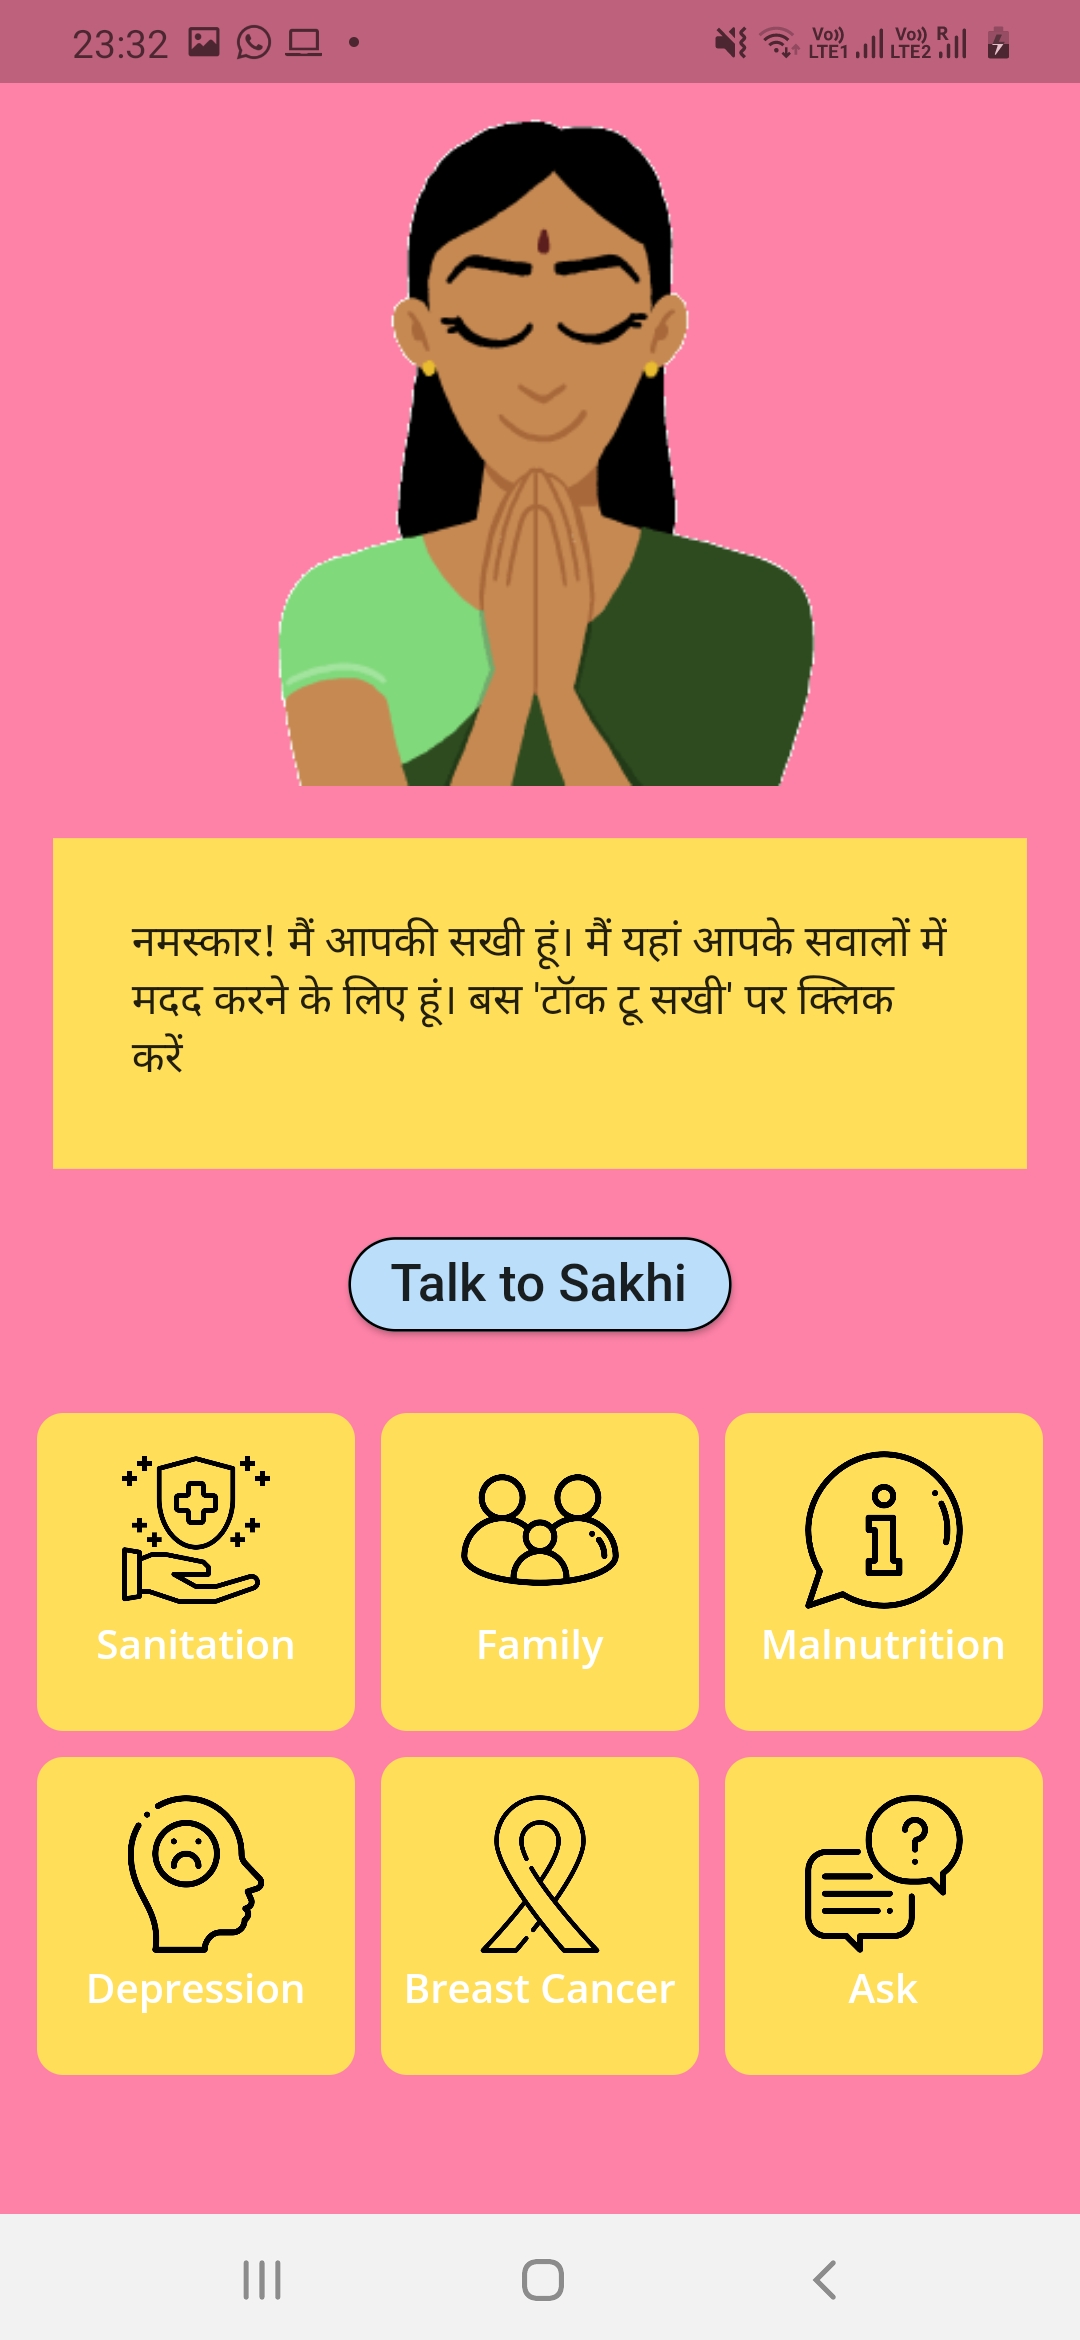 23:32
Vo)) LTE1 Vo)) LTE2 R
नमस्कार! मैं आपकी सखी हूं। मैं यहां आपके सवालों में
मदद करने के लिए हूं। बस 'टॉक टू सखी' पर क्लिक
करें
Talk to Sakhi
Sanitation Family Malnutrition
Depression Breast Cancer Ask